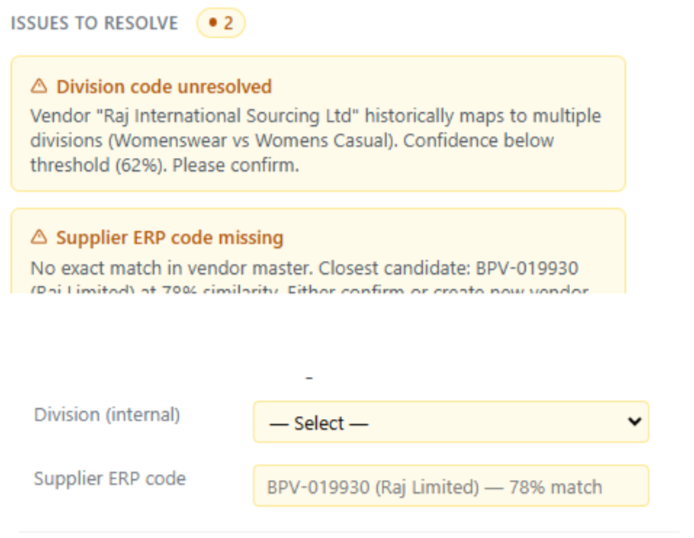 ISSUES TO RESOLVE • 2
Division code unresolved
Vendor "Raj International Sourcing Ltd" historically maps to multiple
divisions (Womenswear vs Womens Casual). Confidence below
threshold (62%). Please confirm.
Supplier ERP code missing
No exact match in vendor master. Closest candidate: BPV-019930
(Raj Limited) at 78% similarity. Either confirm or create new vendor
Division (internal)
— Select —
Supplier ERP code
BPV-019930 (Raj Limited) — 78% match